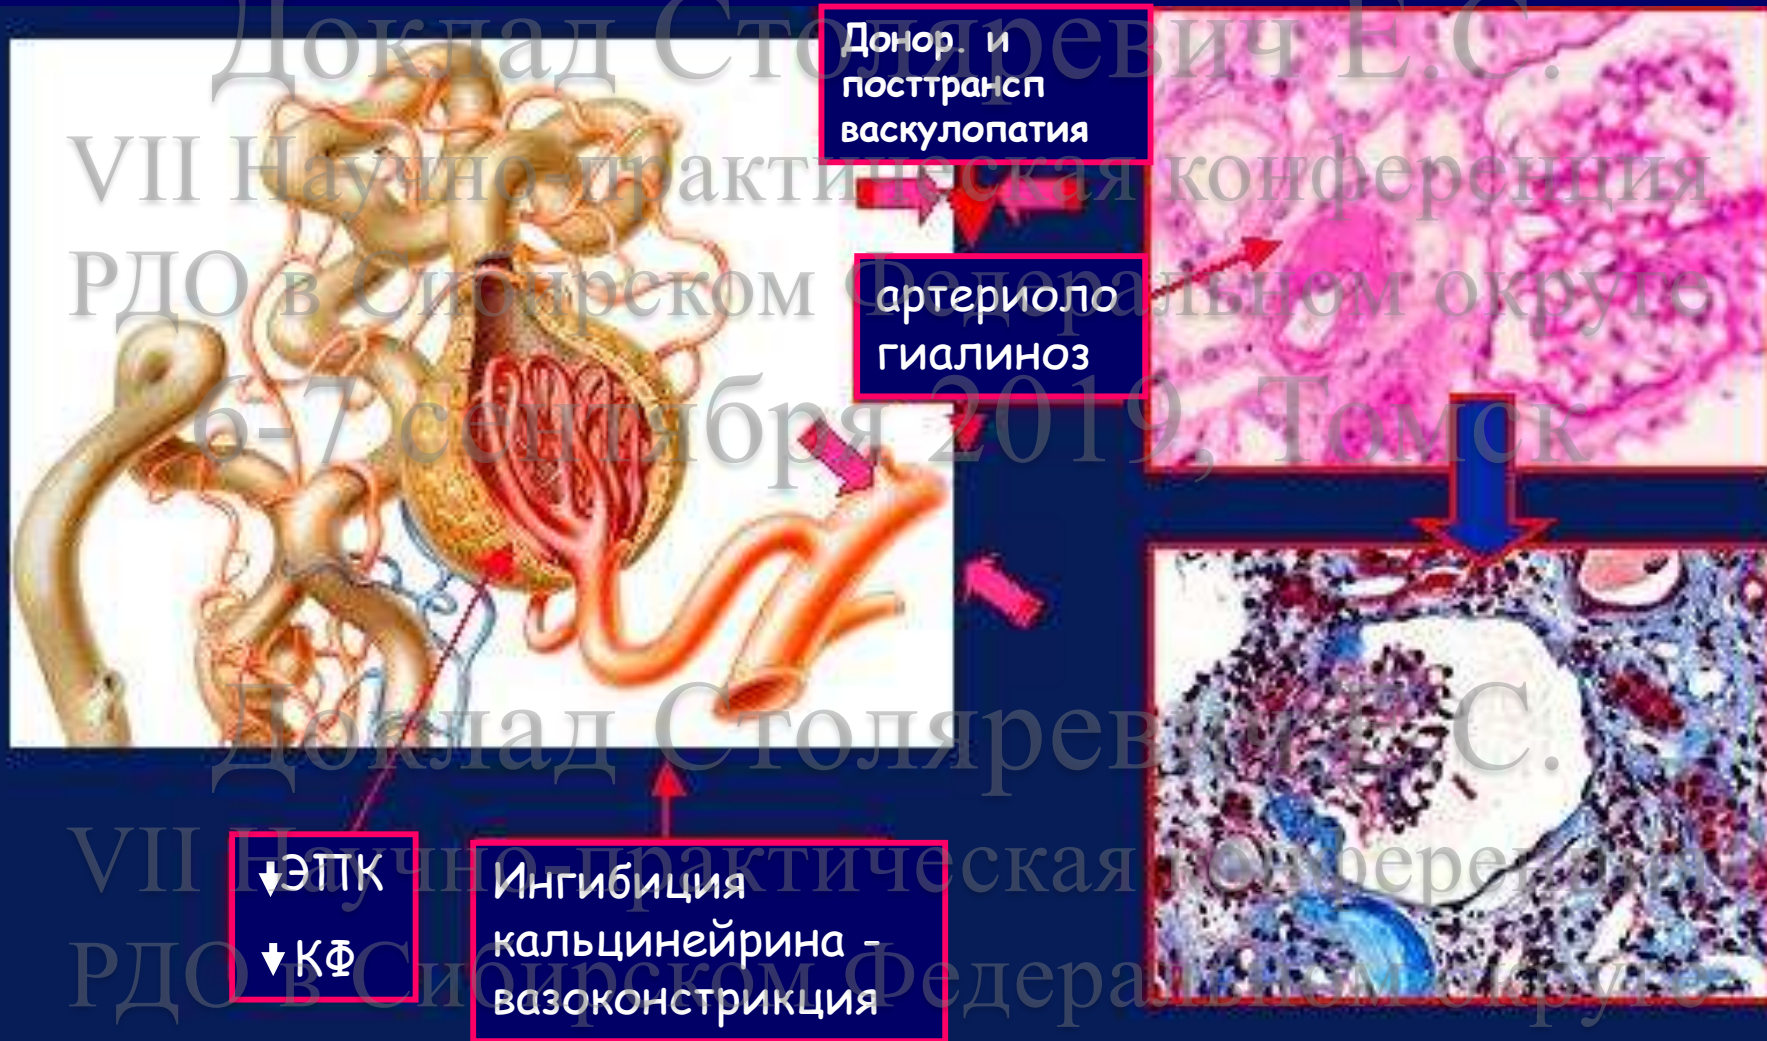 Доклад Столяревич Е.С.
VII Научно-практическая конференция
РДО в Сибирском Федеральном округе
6-7 сентября 2019, Томск
Донор. и
посттрансп
васкулопатия
артериоло
гиалиноз
Доклад Столяревич Е.С.
VII Научно-практическая конференция
РДО в Сибирском Федеральном округе
ЭПК
КФ
Ингибиция
кальцинейрина -
вазоконстрикция